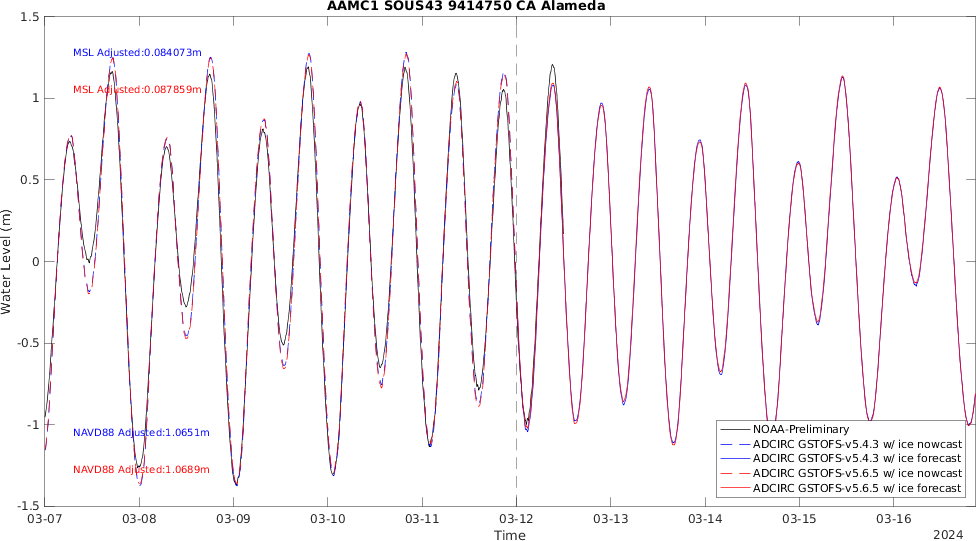 AAMC1 SOUS43 9414750 CA Alameda
1.5
1
0.5
0
-0.5
-1
-1.5
Water Level (m)
MSL Adjusted:0.084073m
MSL Adjusted:0.087859m
NAVD88 Adjusted:1.0651m
NAVD88 Adjusted:1.0689m
NOAA-Preliminary
ADCIRC GSTOFS-v5.4.3 w/ ice nowcast
ADCIRC GSTOFS-v5.4.3 w/ ice forecast
ADCIRC GSTOFS-v5.6.5 w/ ice nowcast
ADCIRC GSTOFS-v5.6.5 w/ ice forecast
03-07 03-08 03-09 03-10 03-11 03-12 03-13 03-14 03-15 03-16
Time
2024